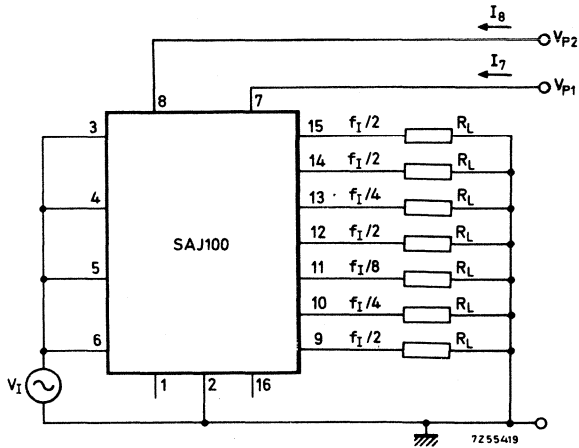 I8
VP2
I7
VP1
8 7
3 15 fI/2 RL
14 fI/2 RL
4 13 fI/4 RL
SAJ100 12 fI/2 RL
5 11 fI/8 RL
10 fI/4 RL
6 9 fI/2 RL
VI
1 2 16
7Z55419